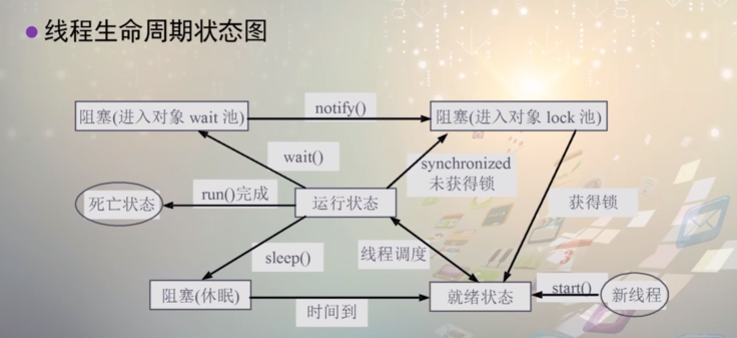 线程生命周期状态图
阻塞(进入对象 wait 池)
notify()
阻塞(进入对象 lock 池)
wait()
synchronized
未获得锁
死亡状态
run()完成
运行状态
获得锁
sleep()
线程调度
阻塞(休眠)
时间到
就绪状态
start()
新线程